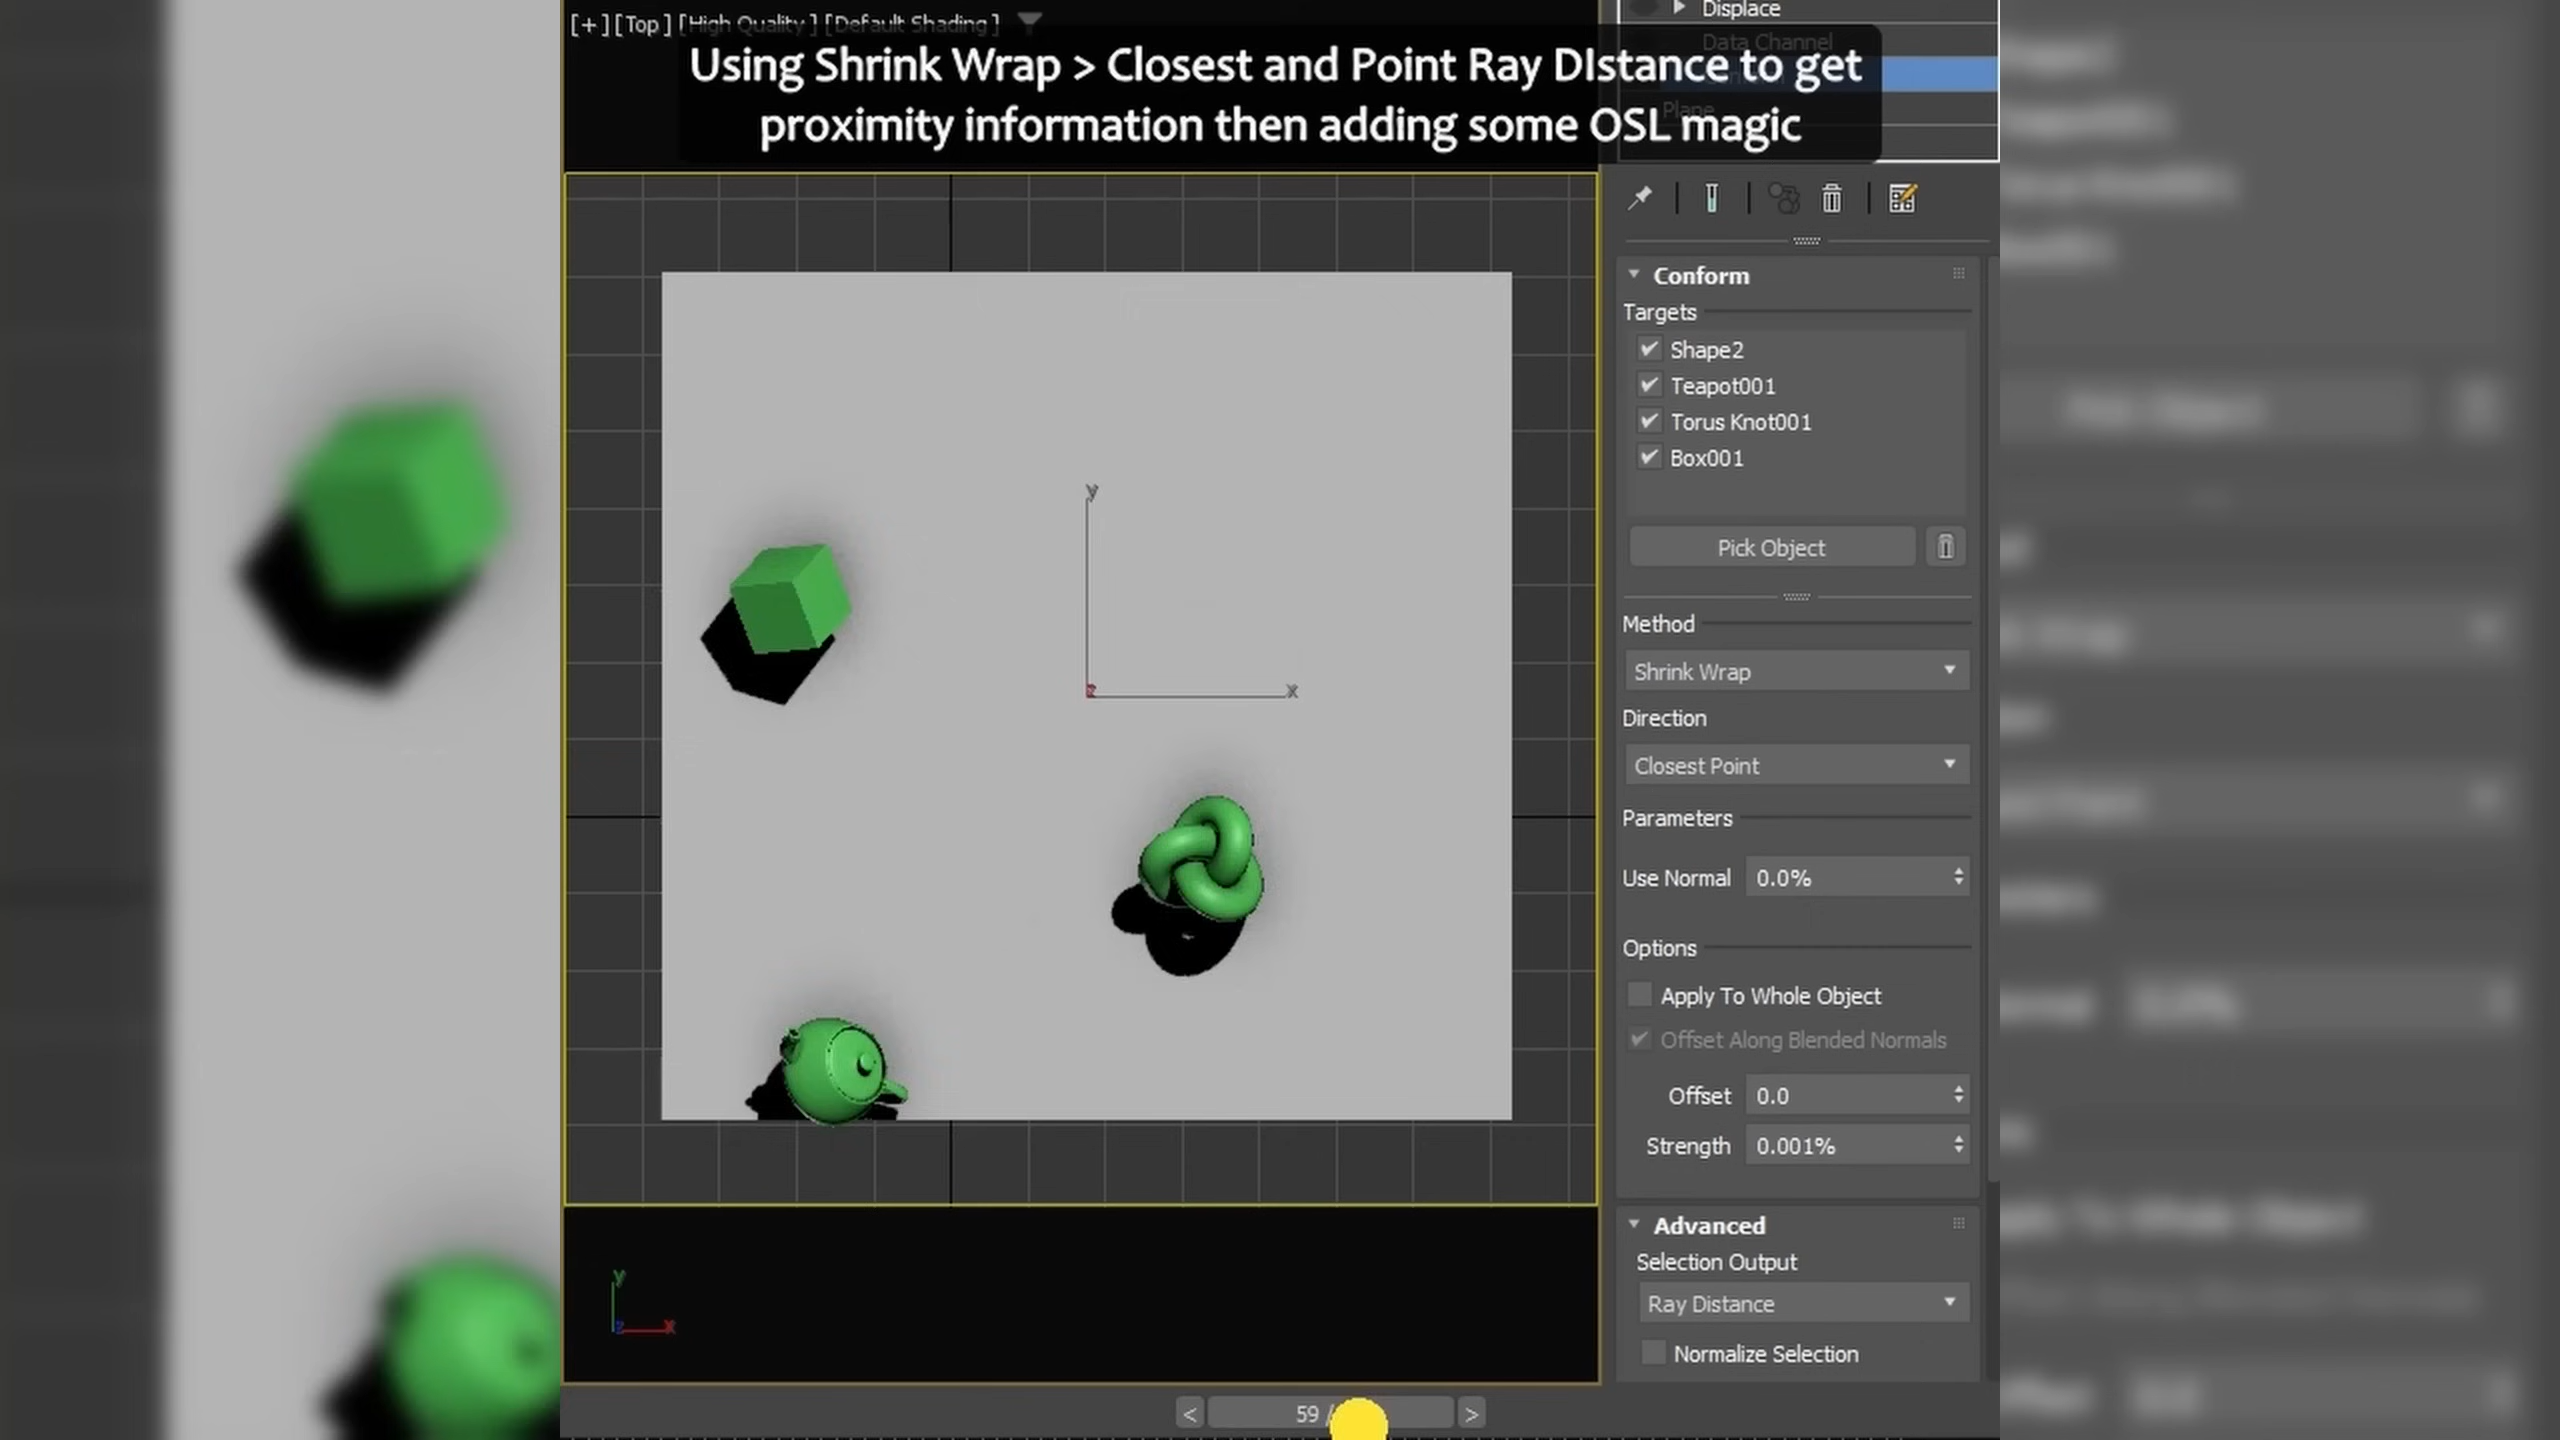 [+][Top][High Quality][Default Shading]
Displace
Data Channel
Using Shrink Wrap > Closest and Point Ray DIstance to get
proximity information then adding some OSL magic
Plane
Conform
Targets
Shape2
Teapot001
Torus Knot001
Box001
Pick Object
Method
Shrink Wrap
Direction
Closest Point
Parameters
Use Normal 0.0%
Options
Apply To Whole Object
Offset Along Blended Normals
Offset 0.0
Strength 0.001%
Advanced
Selection Output
Ray Distance
Normalize Selection
y
x
z
y
x
z
< 59 / >